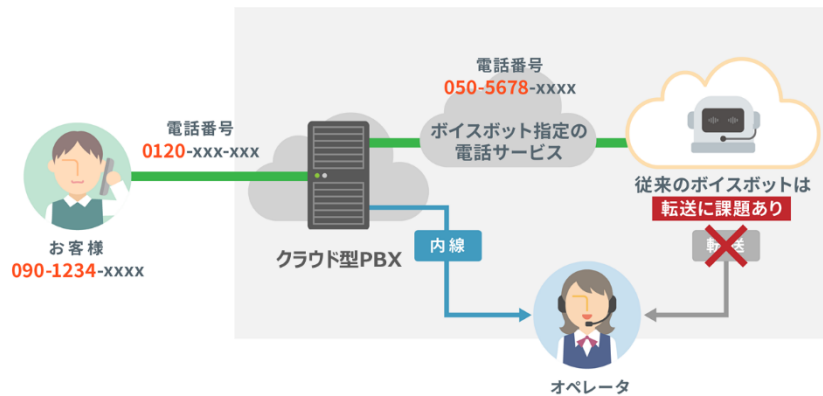 電話番号
050-5678-xxxx
電話番号
0120-xxx-xxx
ボイスボット指定の
電話サービス
従来のボイスボットは
転送に課題あり
お客様
090-1234-xxxx
クラウド型PBX
内線
転送
オペレータ